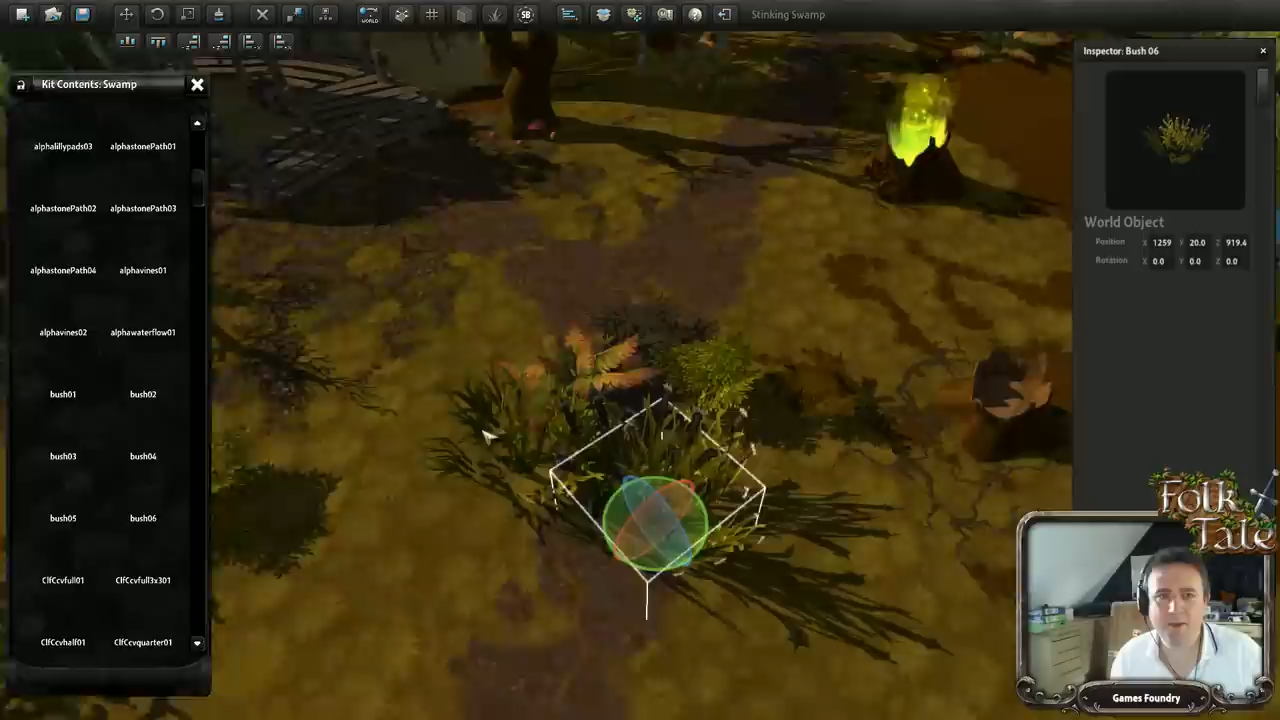 WORLD
SB
Stinking Swamp
Kit Contents: Swamp
alphalillypads03 alphastonePath01
alphastonePath02 alphastonePath03
alphastonePath04 alphavines01
alphavines02 alphawaterflow01
bush01 bush02
bush03 bush04
bush05 bush06
ClfCcvfull01 ClfCcvfull3x301
ClfCcvhalf01 ClfCcvquarter01
Inspector: Bush 06
World Object
Position X 1259 Y 20.0 Z 919.4
Rotation X 0.0 Y 0.0 Z 0.0
Folk
Tale
Games Foundry